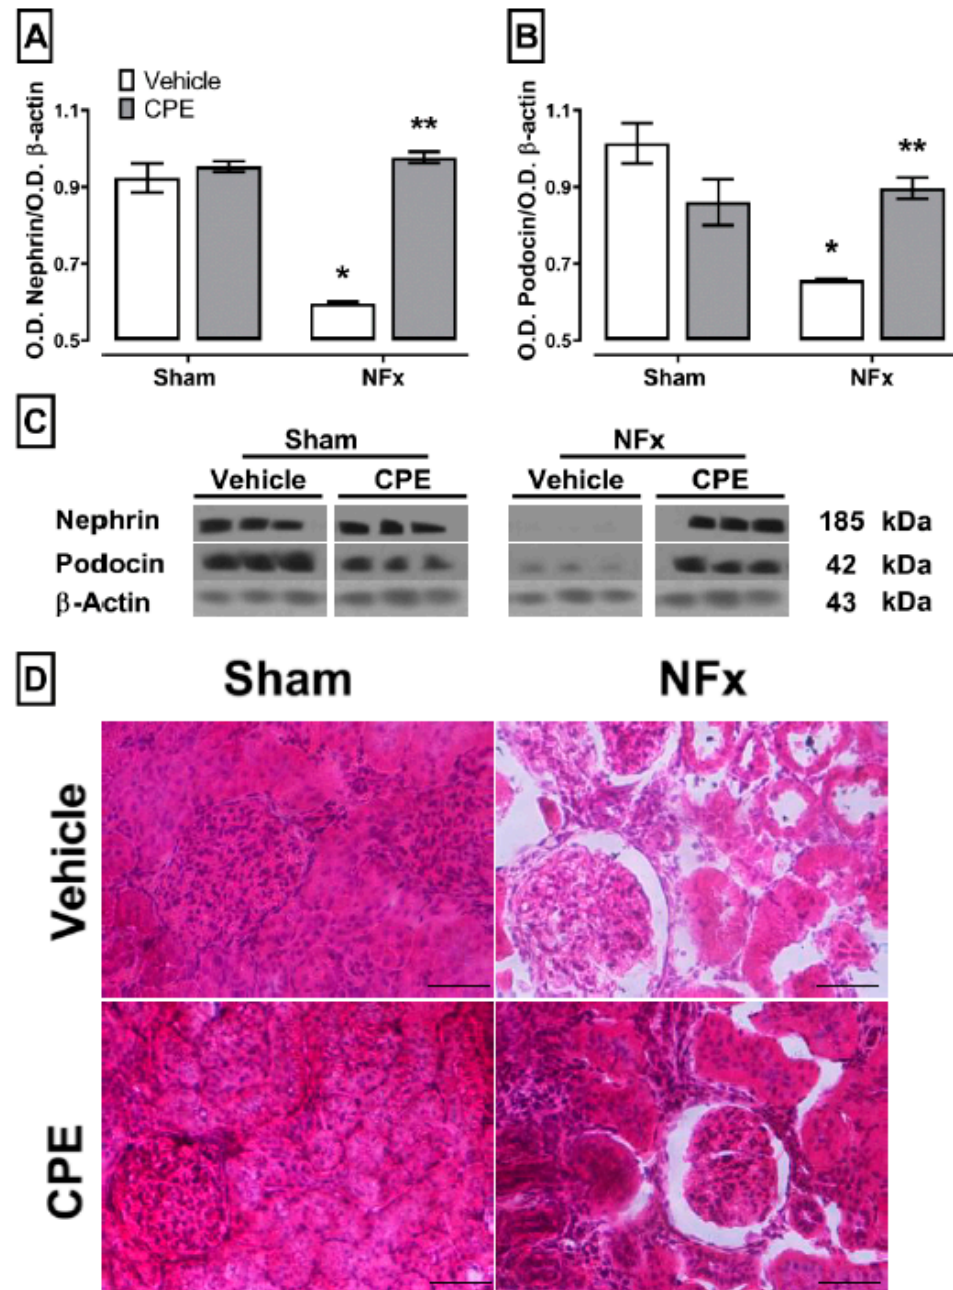 A
B
Vehicle
CPE
O.D. Nephrin/O.D. β-actin
1.1
0.9
0.7
0.5
*
**
Sham
NFx
O.D. Podocin/O.D. β-actin
1.1
0.9
0.7
0.5
*
**
Sham
NFx
C
Sham
NFx
Vehicle
CPE
Vehicle
CPE
Nephrin
185 kDa
Podocin
42 kDa
β-Actin
43 kDa
D
Sham
NFx
Vehicle
CPE